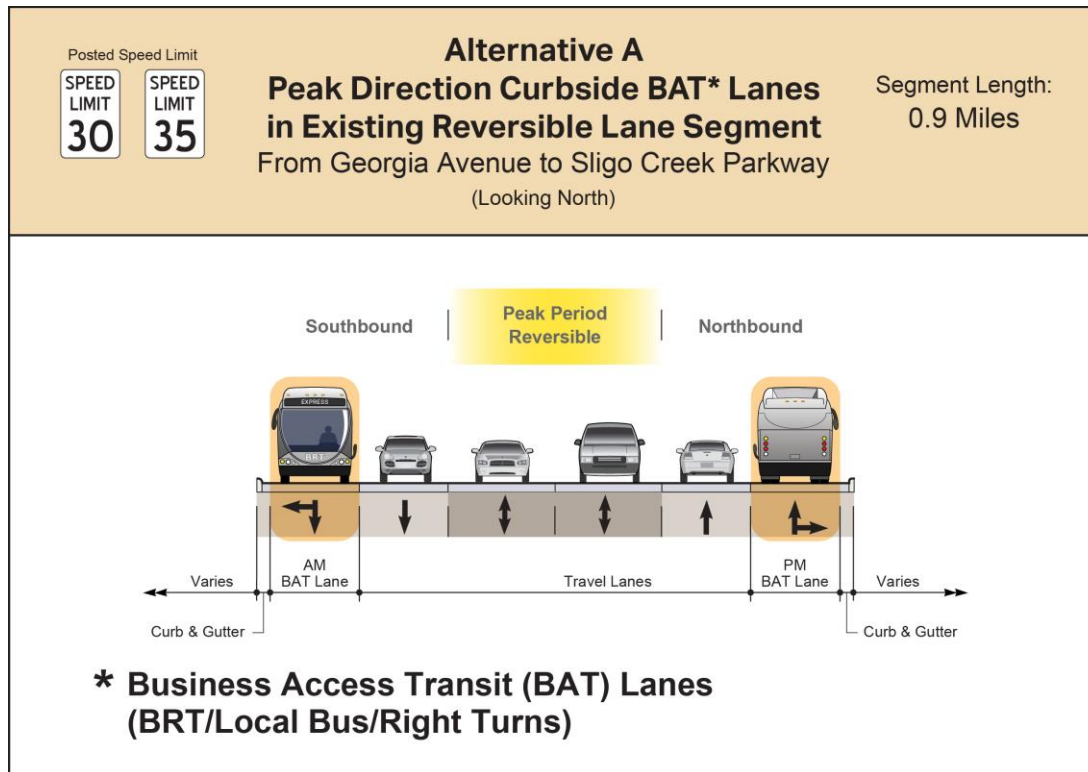 Posted Speed Limit
SPEED
LIMIT
30
SPEED
LIMIT
35
Alternative A
Peak Direction Curbside BAT* Lanes
in Existing Reversible Lane Segment
From Georgia Avenue to Sligo Creek Parkway
(Looking North)
Segment Length:
0.9 Miles
Southbound
Peak Period
Reversible
Northbound
EXPRESS
BRT
Varies
AM
BAT Lane
Travel Lanes
PM
BAT Lane
Varies
Curb & Gutter
Curb & Gutter
* Business Access Transit (BAT) Lanes
(BRT/Local Bus/Right Turns)